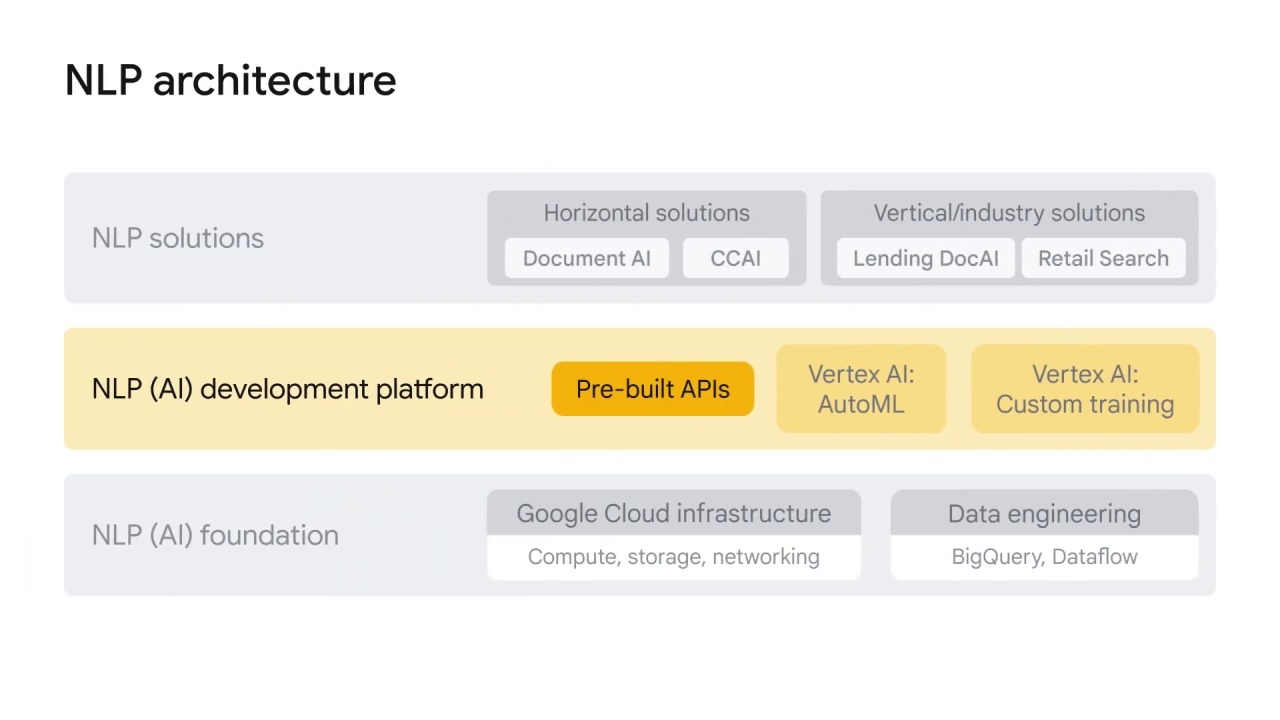 NLP architecture
NLP solutions
Horizontal solutions
Document AI
CCAI
Vertical/industry solutions
Lending DocAI
Retail Search
NLP (AI) development platform
Pre-built APIs
Vertex AI:
AutoML
Vertex AI:
Custom training
NLP (AI) foundation
Google Cloud infrastructure
Compute, storage, networking
Data engineering
BigQuery, Dataflow